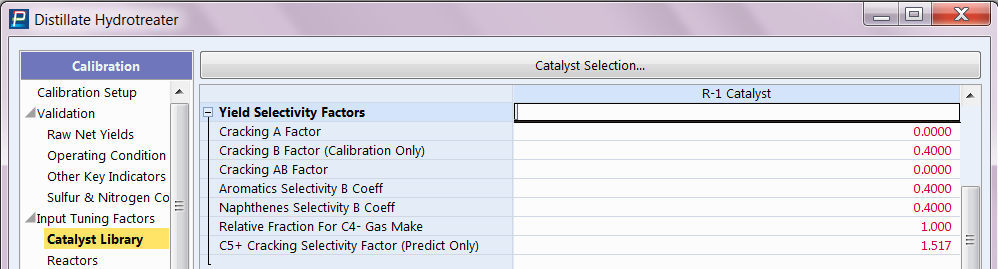 Distillate Hydrotreater
Calibration
Calibration Setup
Validation
Raw Net Yields
Operating Condition
Other Key Indicators
Sulfur & Nitrogen Co
Input Tuning Factors
Catalyst Library
Reactors
Catalyst Selection...
R-1 Catalyst
Yield Selectivity Factors
Cracking A Factor 0.0000
Cracking B Factor (Calibration Only) 0.4000
Cracking AB Factor 0.0000
Aromatics Selectivity B Coeff 0.4000
Naphthenes Selectivity B Coeff 0.4000
Relative Fraction For C4- Gas Make 1.000
C5+ Cracking Selectivity Factor (Predict Only) 1.517